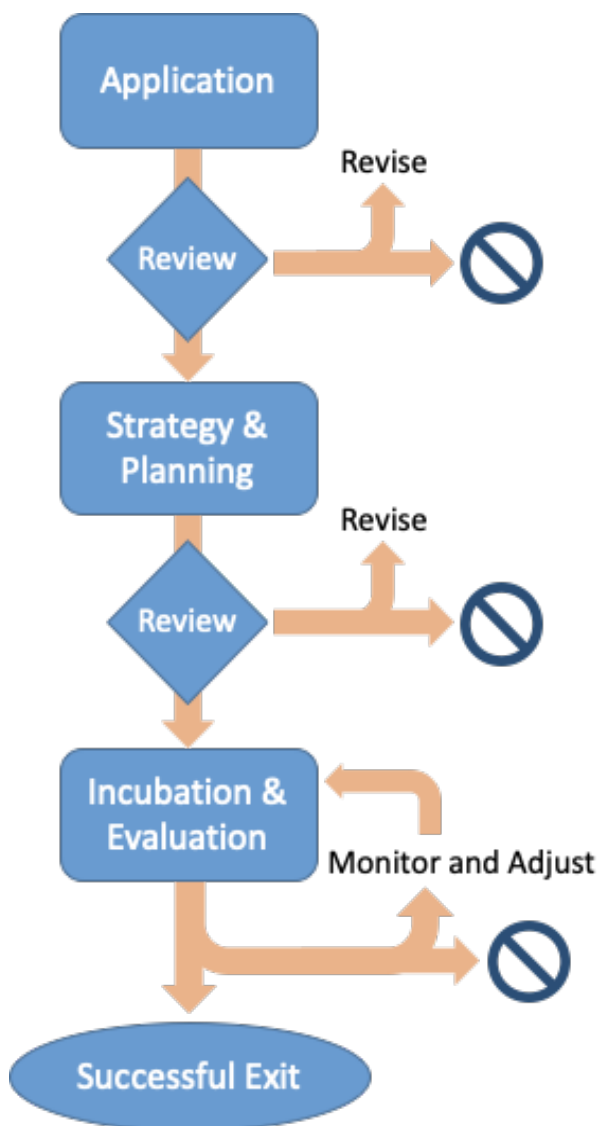 Application
Revise
Review
Strategy &
Planning
Revise
Review
Incubation &
Evaluation
Monitor and Adjust
Successful Exit